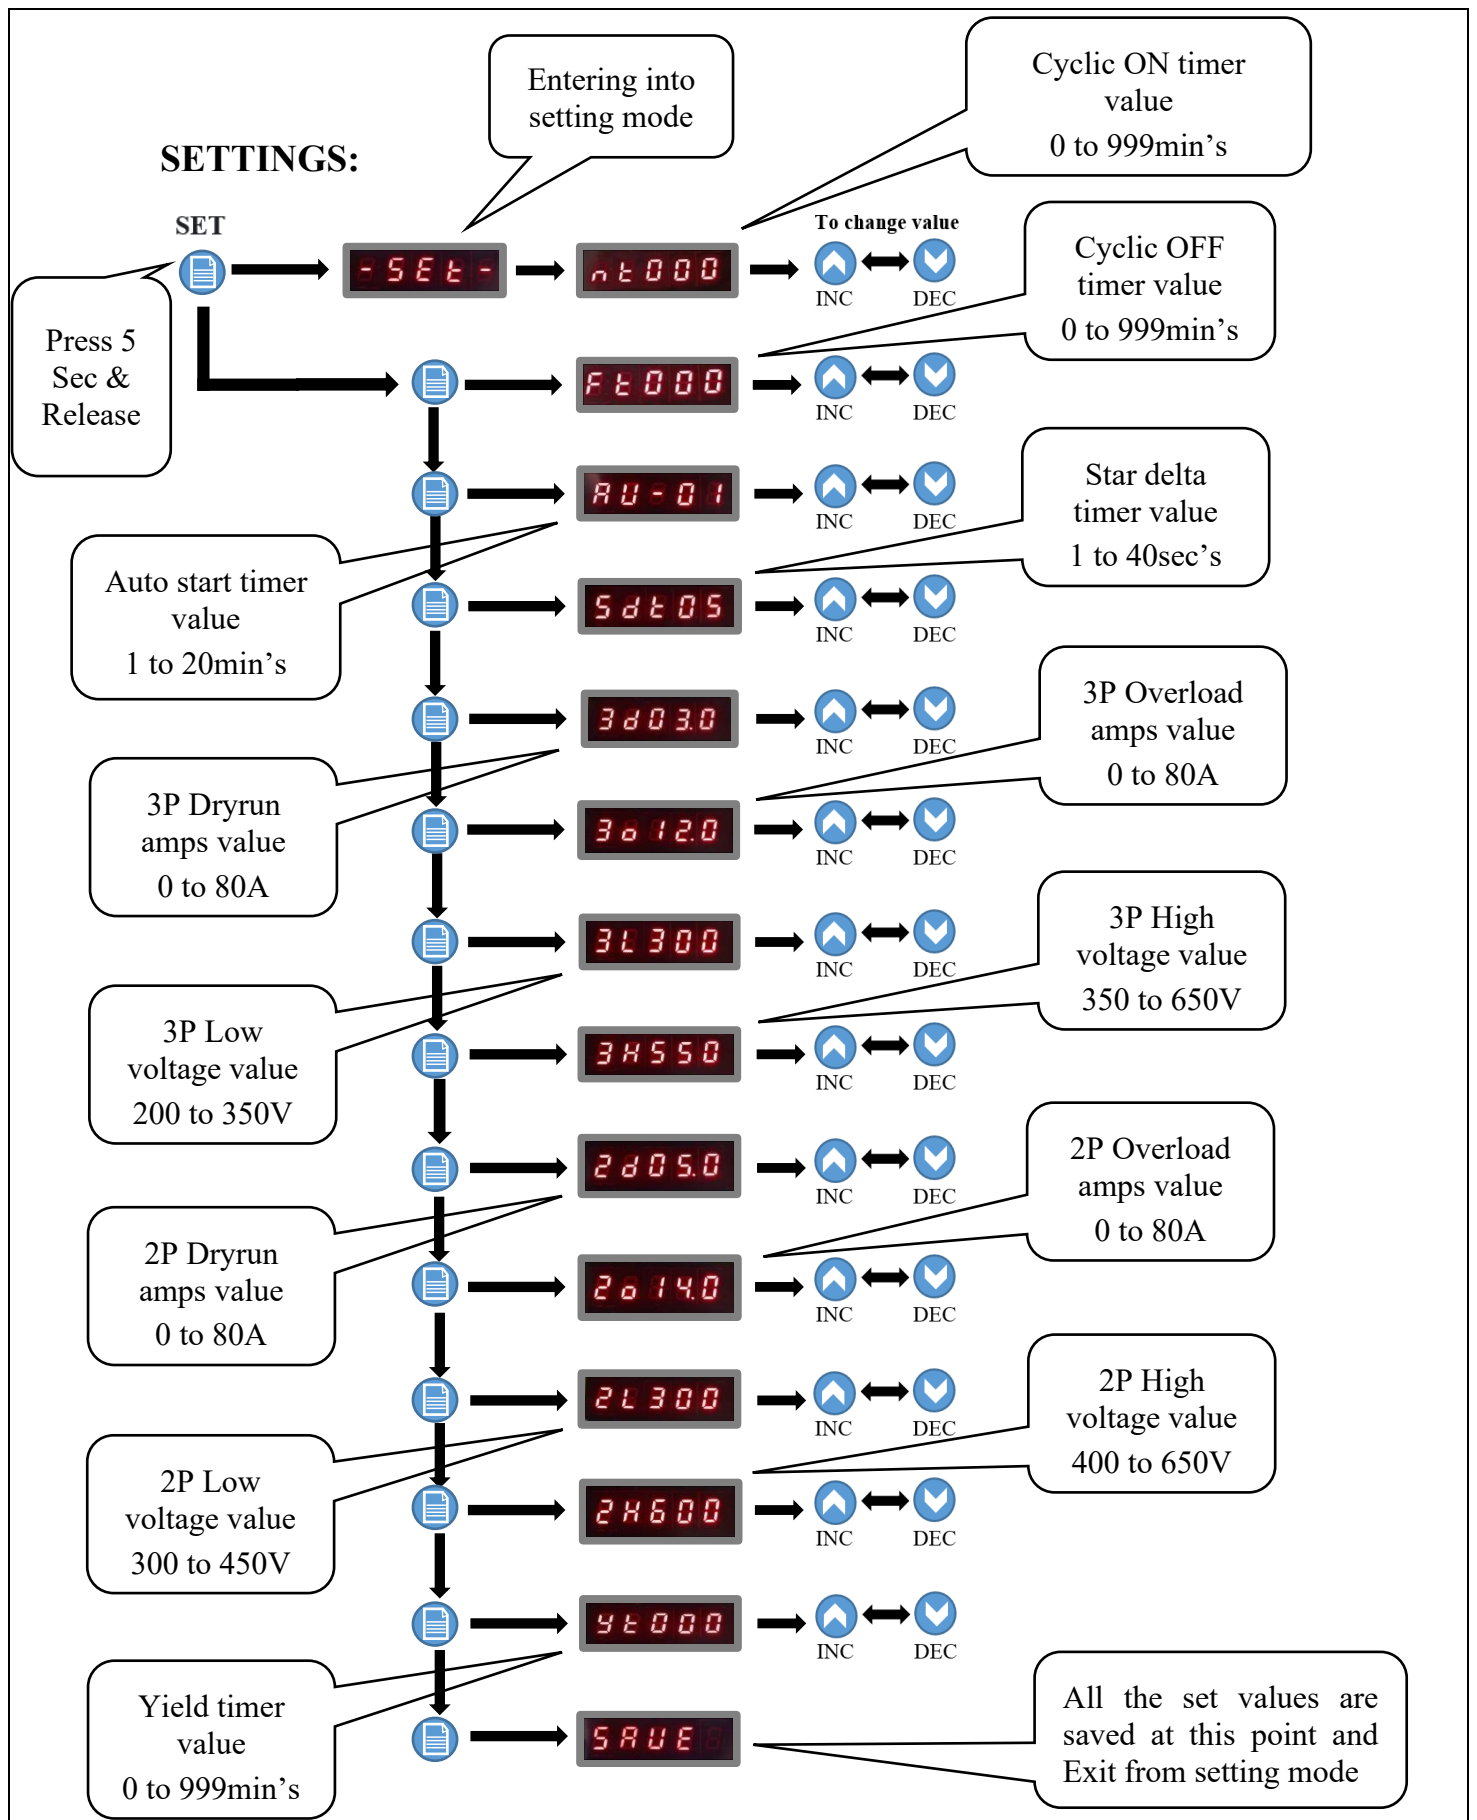 Entering into
setting mode
Cyclic ON timer
value
0 to 999min's
SETTINGS:
SET
-SEt-
nt000
To change value
INC
DEC
Press 5
Sec &
Release
Cyclic OFF
timer value
0 to 999min's
Ft000
INC
DEC
AU-01
INC
DEC
Auto start timer
value
1 to 20min's
Star delta
timer value
1 to 40sec's
Sdt05
INC
DEC
3d03.0
INC
DEC
3P Dryrun
amps value
0 to 80A
3P Overload
amps value
0 to 80A
3o12.0
INC
DEC
3L300
INC
DEC
3P Low
voltage value
200 to 350V
3P High
voltage value
350 to 650V
3H550
INC
DEC
2d05.0
INC
DEC
2P Dryrun
amps value
0 to 80A
2P Overload
amps value
0 to 80A
2o14.0
INC
DEC
2L300
INC
DEC
2P Low
voltage value
300 to 450V
2P High
voltage value
400 to 650V
2H600
INC
DEC
yt000
INC
DEC
Yield timer
value
0 to 999min's
SAVE
All the set values are
saved at this point and
Exit from setting mode